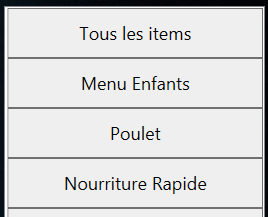 Tous les items
Menu Enfants
Poulet
Nourriture Rapide